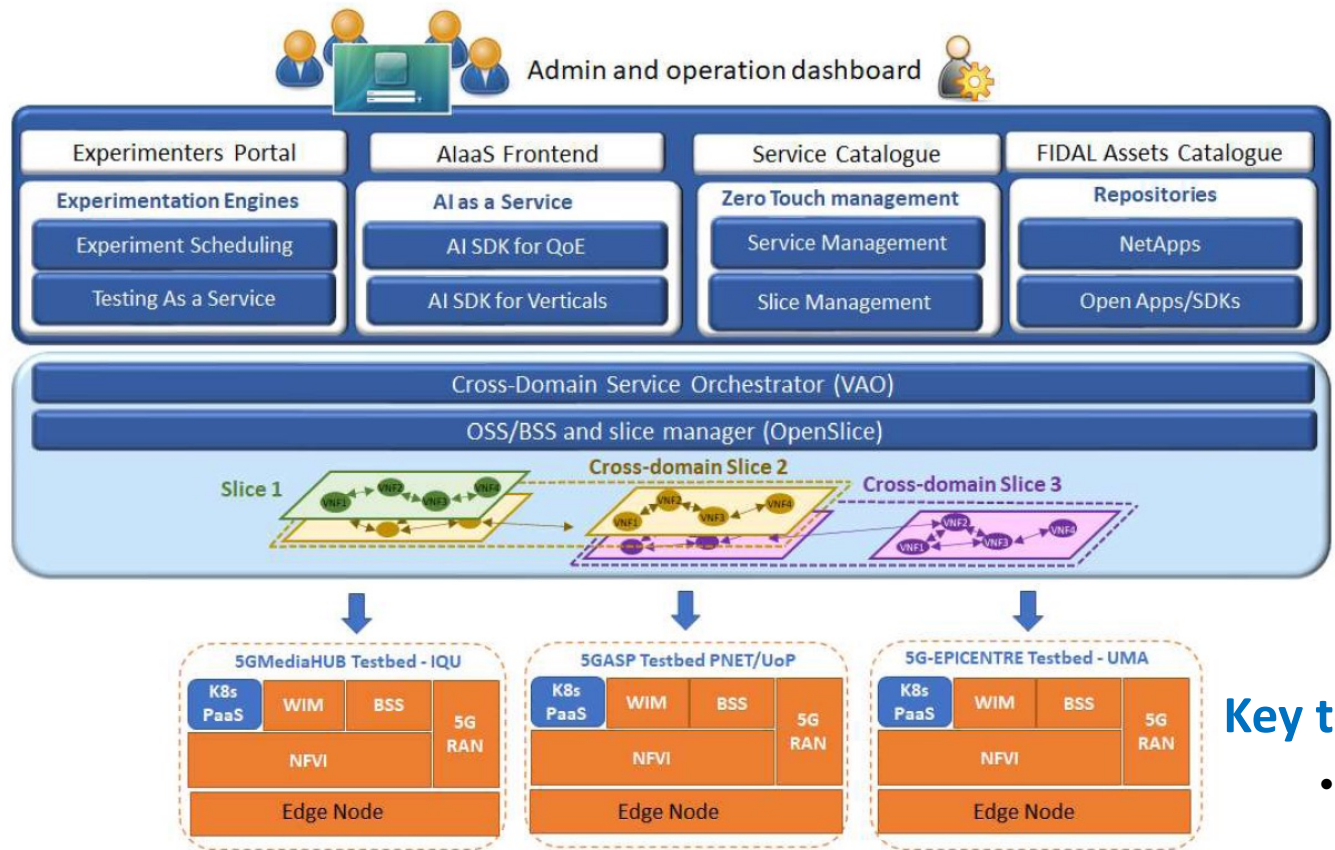 Admin and operation dashboard
Experimenters Portal
AIaaS Frontend
Service Catalogue
FIDAL Assets Catalogue
Experimentation Engines
AI as a Service
Zero Touch management
Repositories
Experiment Scheduling
AI SDK for QoE
Service Management
NetApps
Testing As a Service
AI SDK for Verticals
Slice Management
Open Apps/SDKs
Cross-Domain Service Orchestrator (VAO)
OSS/BSS and slice manager (OpenSlice)
Slice 1
Cross-domain Slice 2
Cross-domain Slice 3
VNF1
VNF2
VNF3
VNF4
VNF1
VNF2
VNF3
VNF4
VNF1
VNF2
VNF3
VNF4
5GMediaHUB Testbed - IQU
K8s
PaaS
WIM
BSS
5G
RAN
NFVI
Edge Node
5GASP Testbed PNET/UoP
K8s
PaaS
WIM
BSS
5G
RAN
NFVI
Edge Node
5G-EPICENTRE Testbed - UMA
K8s
PaaS
WIM
BSS
5G
RAN
NFVI
Edge Node
Key t
•